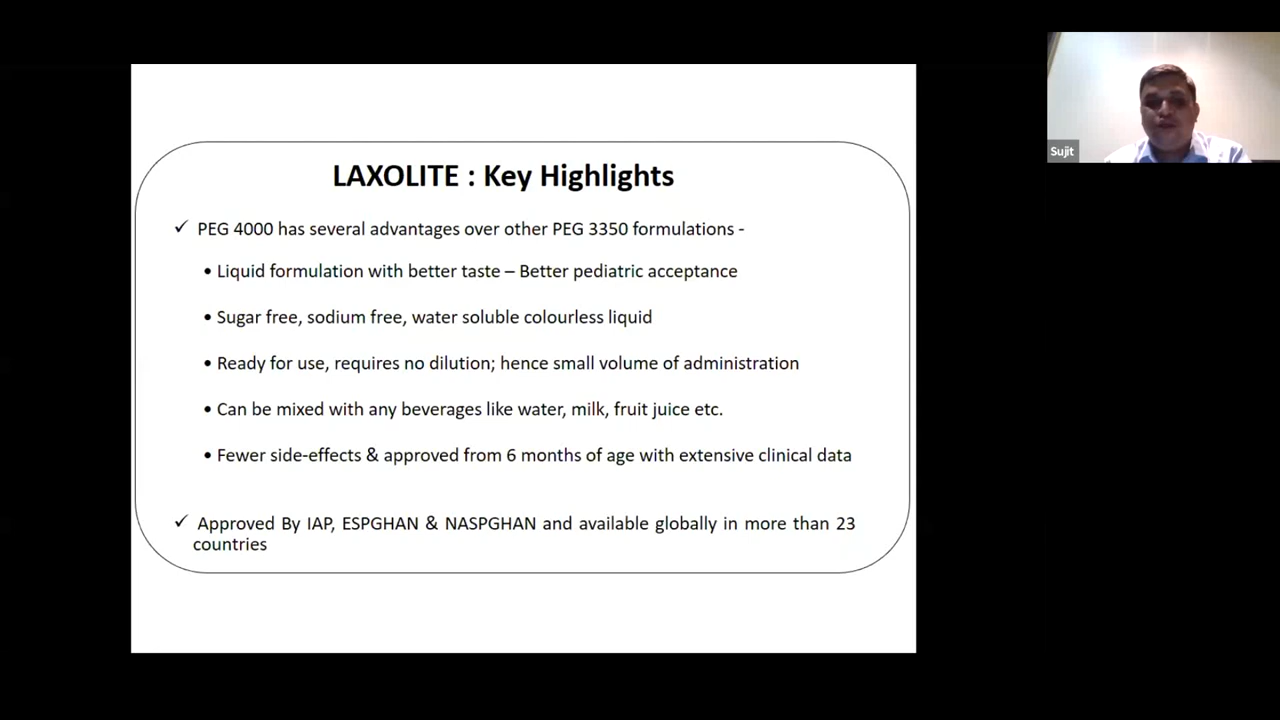 LAXOLITE : Key Highlights
✓ PEG 4000 has several advantages over other PEG 3350 formulations -
• Liquid formulation with better taste – Better pediatric acceptance
• Sugar free, sodium free, water soluble colourless liquid
• Ready for use, requires no dilution; hence small volume of administration
• Can be mixed with any beverages like water, milk, fruit juice etc.
• Fewer side-effects & approved from 6 months of age with extensive clinical data
✓ Approved By IAP, ESPGHAN & NASPGHAN and available globally in more than 23
countries
Sujit